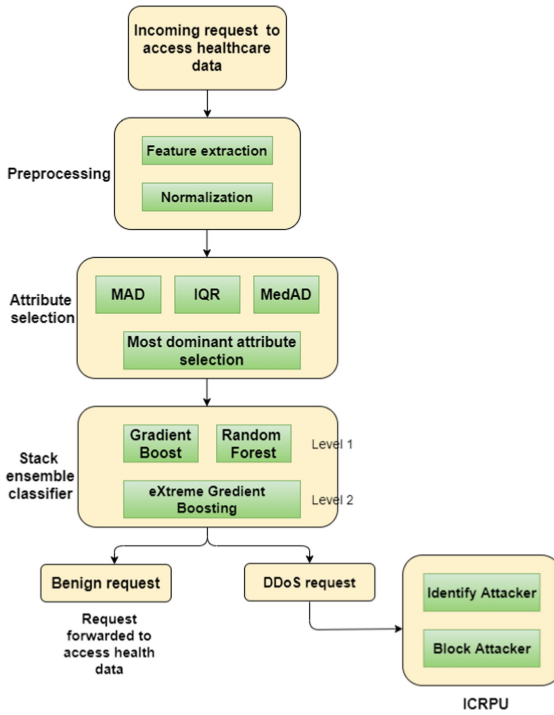 Incoming request to
access healthcare
data
Preprocessing
Feature extraction
Normalization
Attribute
selection
MAD
IQR
MedAD
Most dominant attribute
selection
Stack
ensemble
classifier
Gradient
Boost
Random
Forest
Level 1
eXtreme Gredient
Boosting
Level 2
Benign request
DDoS request
Request
forwarded to
access health
data
Identify Attacker
Block Attacker
ICRPU